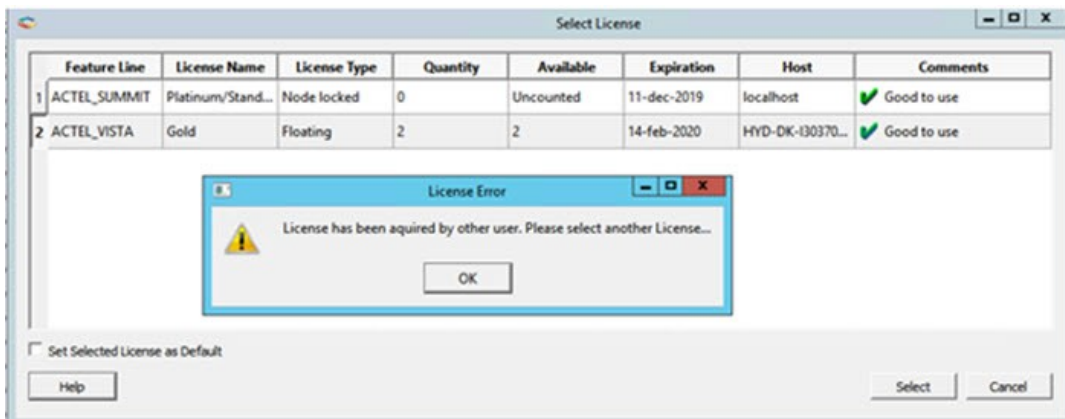 Select License
Feature Line License Name License Type Quantity Available Expiration Host Comments
1 ACTEL_SUMMIT Platinum/Stand... Node locked 0 Uncounted 11-dec-2019 localhost Good to use
2 ACTEL_VISTA Gold Floating 2 2 14-feb-2020 HYD-DK-I30370... Good to use
License Error
License has been aquired by other user. Please select another License...
OK
Set Selected License as Default
Help Select Cancel